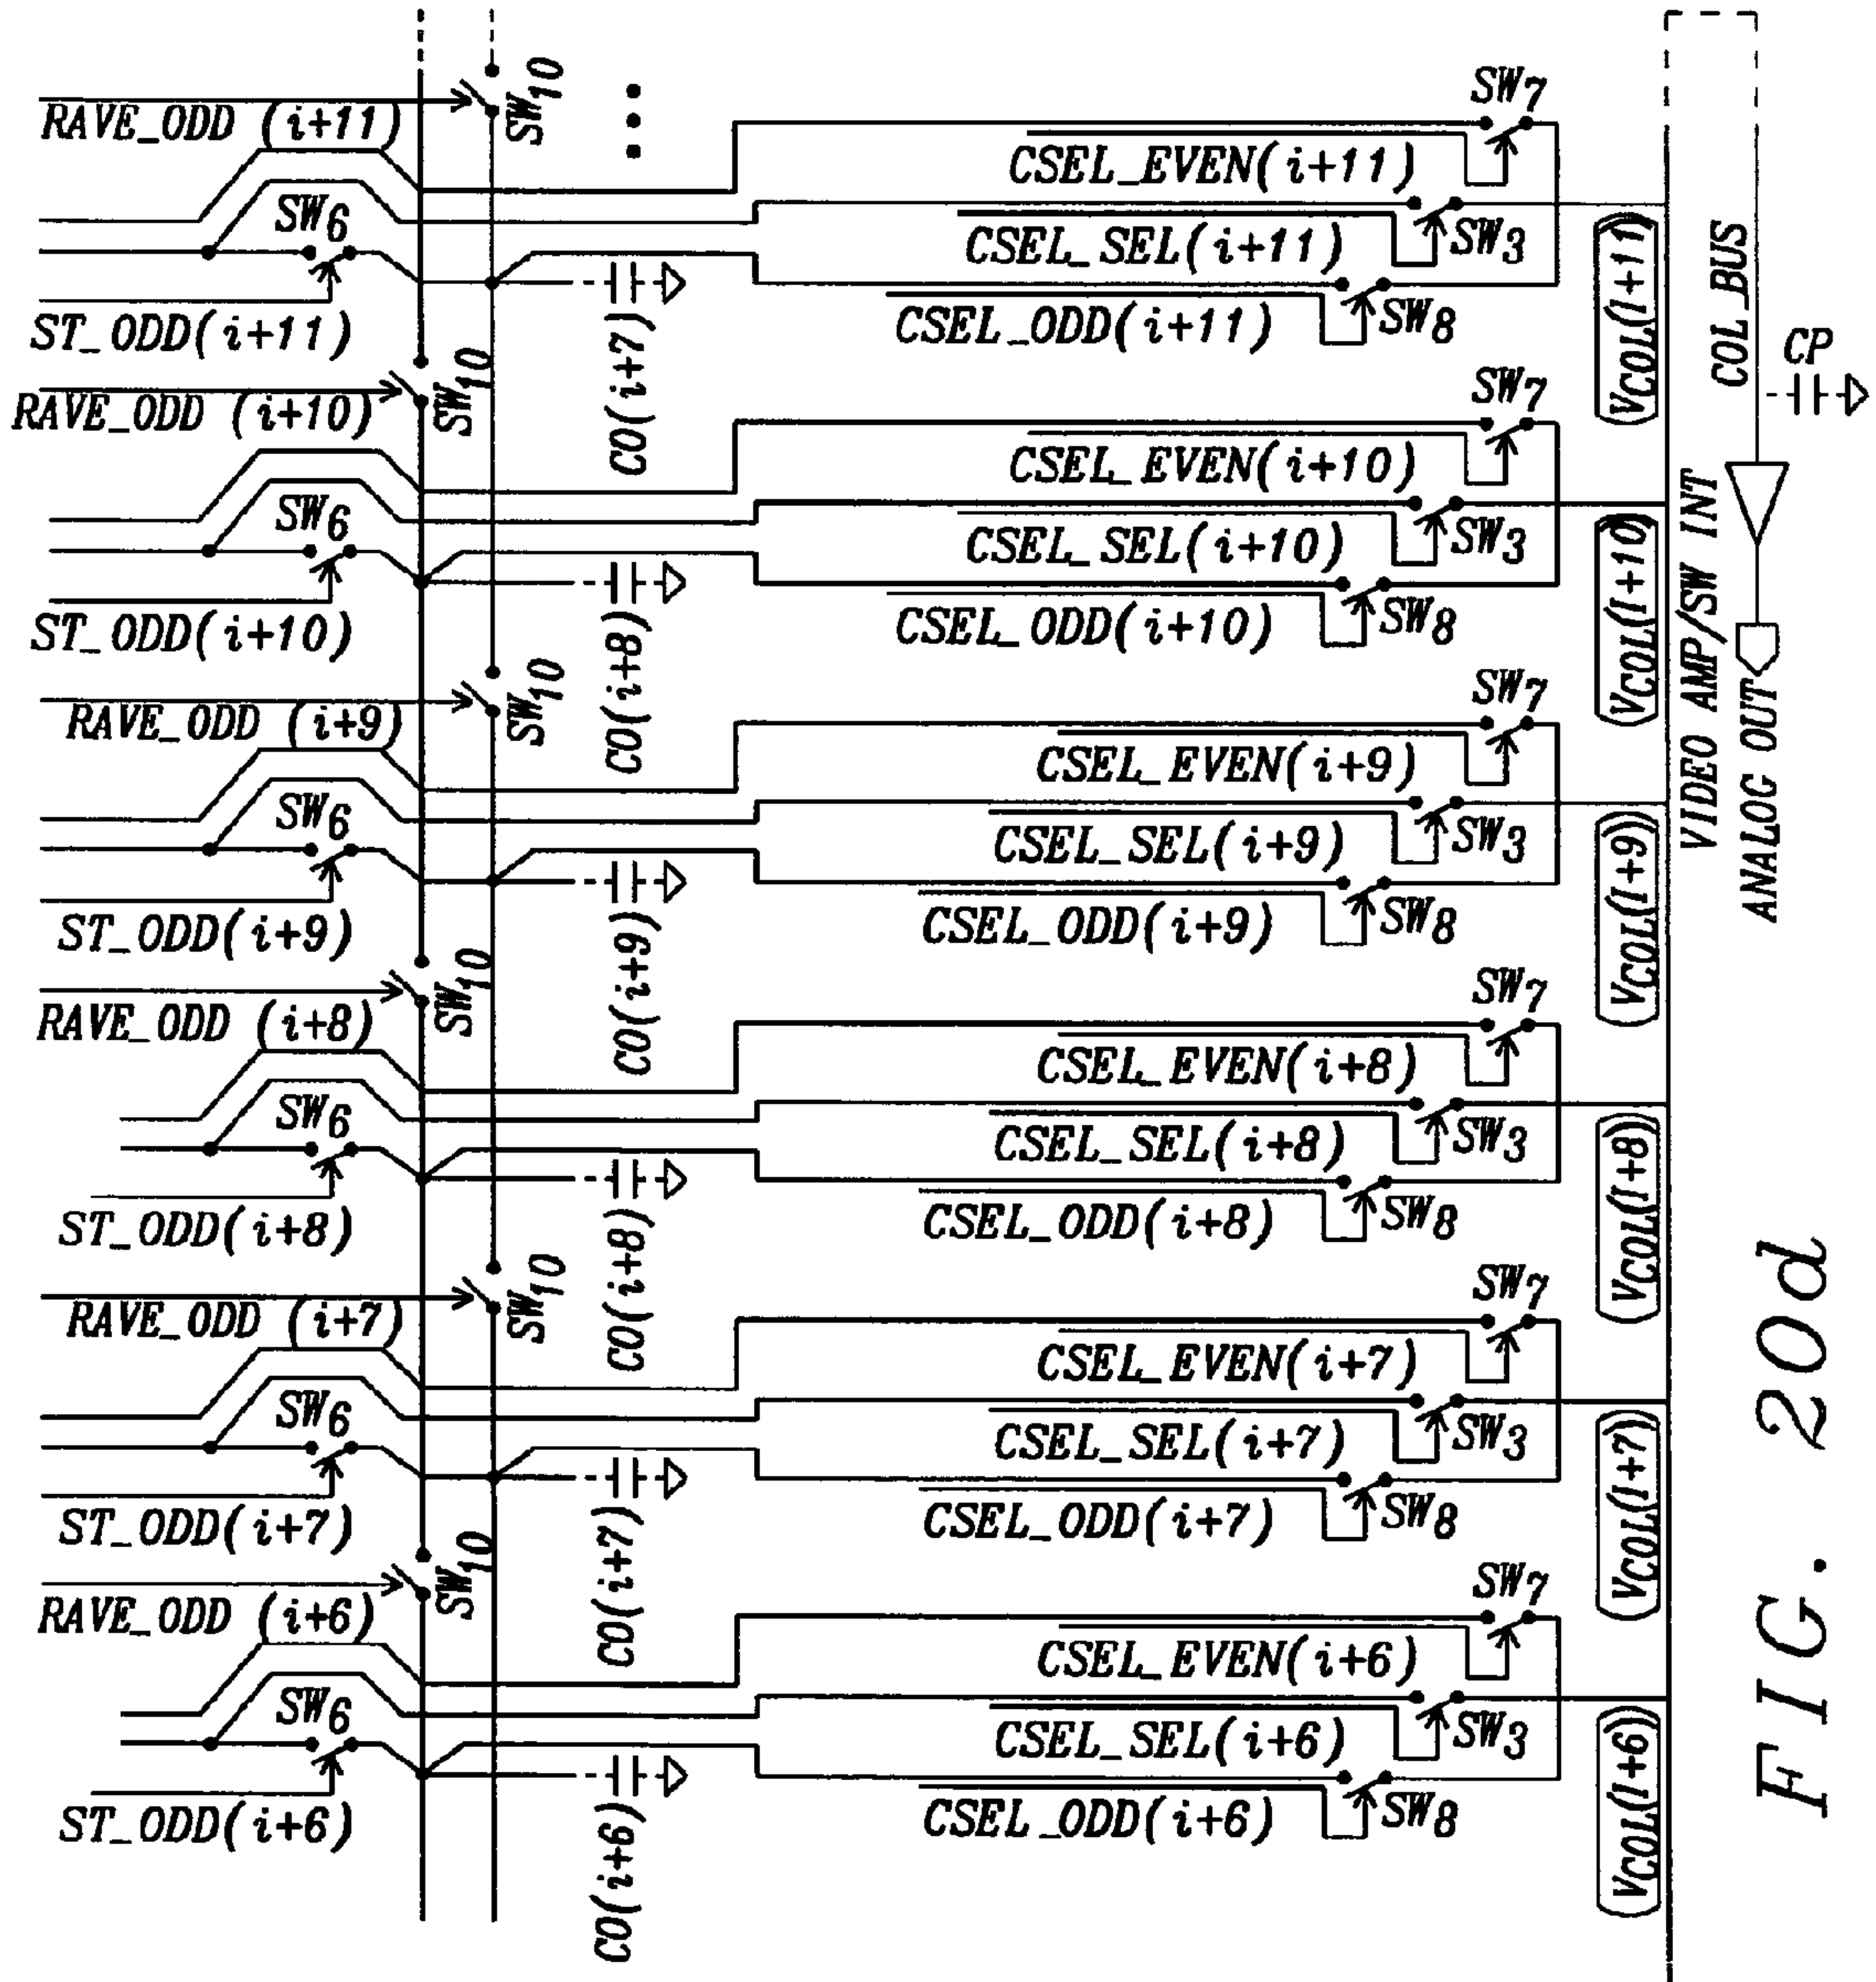 SW10
RAVE_ODD (i+11)
SW7
CSEL_EVEN(i+11)
SW6
CSEL_SEL(i+11)
SW3
ST_ODD(i+11)
CO(i+7)
CSEL_ODD(i+11)
SW8
VCOL(I+11)
COL_BUS
CP
SW10
RAVE_ODD (i+10)
SW7
CSEL_EVEN(i+10)
SW6
CSEL_SEL(i+10)
SW3
ST_ODD(i+10)
CO(i+8)
CSEL_ODD(i+10)
SW8
VCOL(I+10)
VIDEO AMP/SW INT
ANALOG OUT
SW10
RAVE_ODD (i+9)
SW7
CSEL_EVEN(i+9)
SW6
CSEL_SEL(i+9)
SW3
ST_ODD(i+9)
CO(i+9)
CSEL_ODD(i+9)
SW8
VCOL(I+9)
SW10
RAVE_ODD (i+8)
SW7
CSEL_EVEN(i+8)
SW6
CSEL_SEL(i+8)
SW3
ST_ODD(i+8)
CO(i+8)
CSEL_ODD(i+8)
SW8
VCOL(I+8)
SW10
RAVE_ODD (i+7)
SW7
CSEL_EVEN(i+7)
SW6
CSEL_SEL(i+7)
SW3
ST_ODD(i+7)
CO(i+7)
CSEL_ODD(i+7)
SW8
VCOL(I+7)
SW10
RAVE_ODD (i+6)
SW7
CSEL_EVEN(i+6)
SW6
CSEL_SEL(i+6)
SW3
ST_ODD(i+6)
CO(i+6)
CSEL_ODD(i+6)
SW8
VCOL(I+6)
FIG. 20d